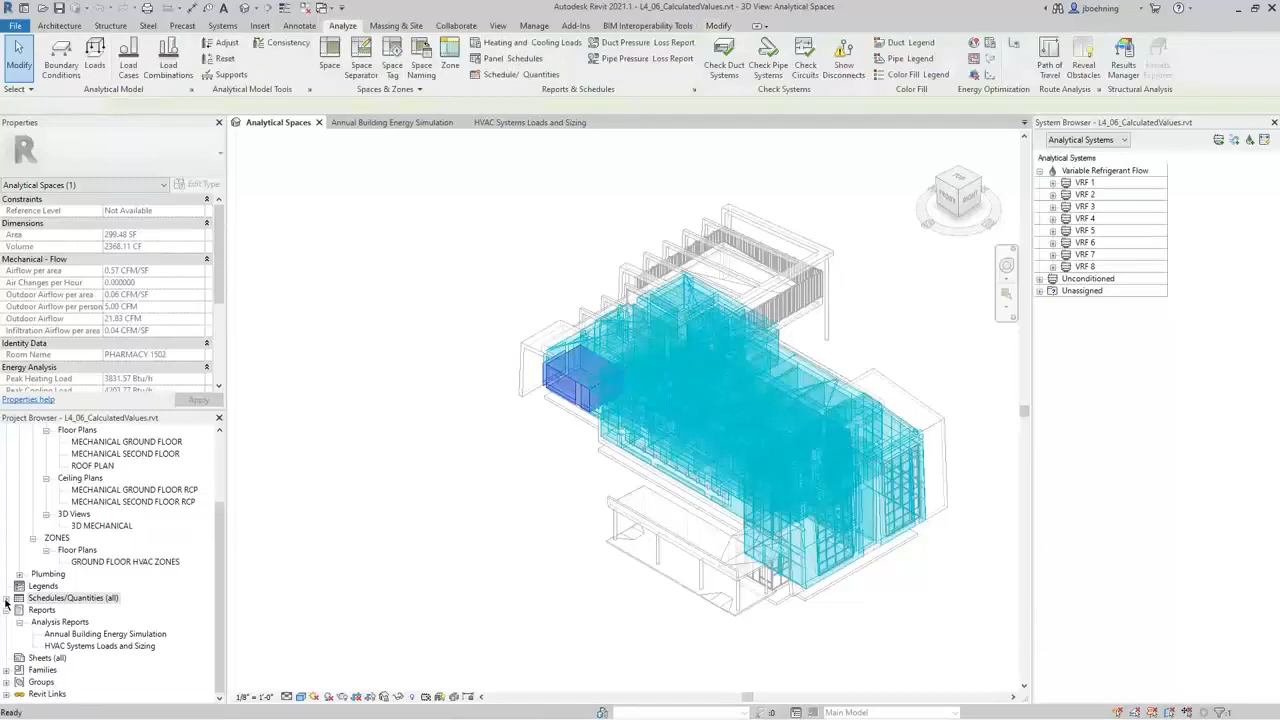 Autodesk Revit 2021.1 - 3D View: Analytical Spaces
jboehning
File Architecture Structure Steel Precast Systems Insert Annotate Analyze Massing & Site Collaborate View Manage Add-Ins BIM Interoperability Tools Modify
Modify
Select
Boundary Conditions
Loads
Load Cases
Load Combinations
Analytical Model
Adjust
Reset
Supports
Consistency
Analytical Model Tools
Space
Space Separator
Space Tag
Space Naming
Zone
Spaces & Zones
Heating and Cooling Loads
Panel Schedules
Schedule/ Quantities
Duct Pressure Loss Report
Pipe Pressure Loss Report
Reports & Schedules
Check Duct Systems
Check Pipe Systems
Check Circuits
Show Disconnects
Check Systems
Duct Legend
Pipe Legend
Color Fill Legend
Color Fill
Energy Optimization
Path of Travel
Reveal Obstacles
Route Analysis
Results Manager
Results Explorer
Structural Analysis
Properties
Analytical Spaces (1)
Edit Type
Constraints
Reference Level Not Available
Dimensions
Area 299.48 SF
Volume 2368.11 CF
Mechanical - Flow
Airflow per area 0.57 CFM/SF
Air Changes per Hour 0.000000
Outdoor Airflow per area 0.06 CFM/SF
Outdoor Airflow per person 5.00 CFM
Outdoor Airflow 21.83 CFM
Infiltration Airflow per area 0.04 CFM/SF
Identity Data
Room Name PHARMACY 1502
Energy Analysis
Peak Heating Load 3831.57 Btu/h
Properties help
Apply
Project Browser - L4_06_CalculatedValues.rvt
Floor Plans
MECHANICAL GROUND FLOOR
MECHANICAL SECOND FLOOR
ROOF PLAN
Ceiling Plans
MECHANICAL GROUND FLOOR RCP
MECHANICAL SECOND FLOOR RCP
3D Views
3D MECHANICAL
ZONES
Floor Plans
GROUND FLOOR HVAC ZONES
Plumbing
Legends
Schedules/Quantities (all)
Reports
Analysis Reports
Annual Building Energy Simulation
HVAC Systems Loads and Sizing
Sheets (all)
Families
Groups
Revit Links
Analytical Spaces
Annual Building Energy Simulation
HVAC Systems Loads and Sizing
TOP
FRONT
RIGHT
1/8" = 1'-0"
System Browser - L4_06_CalculatedValues.rvt
Analytical Systems
Analytical Systems
Variable Refrigerant Flow
VRF 1
VRF 2
VRF 3
VRF 4
VRF 5
VRF 6
VRF 7
VRF 8
Unconditioned
Unassigned
Ready
:0
Main Model
:1